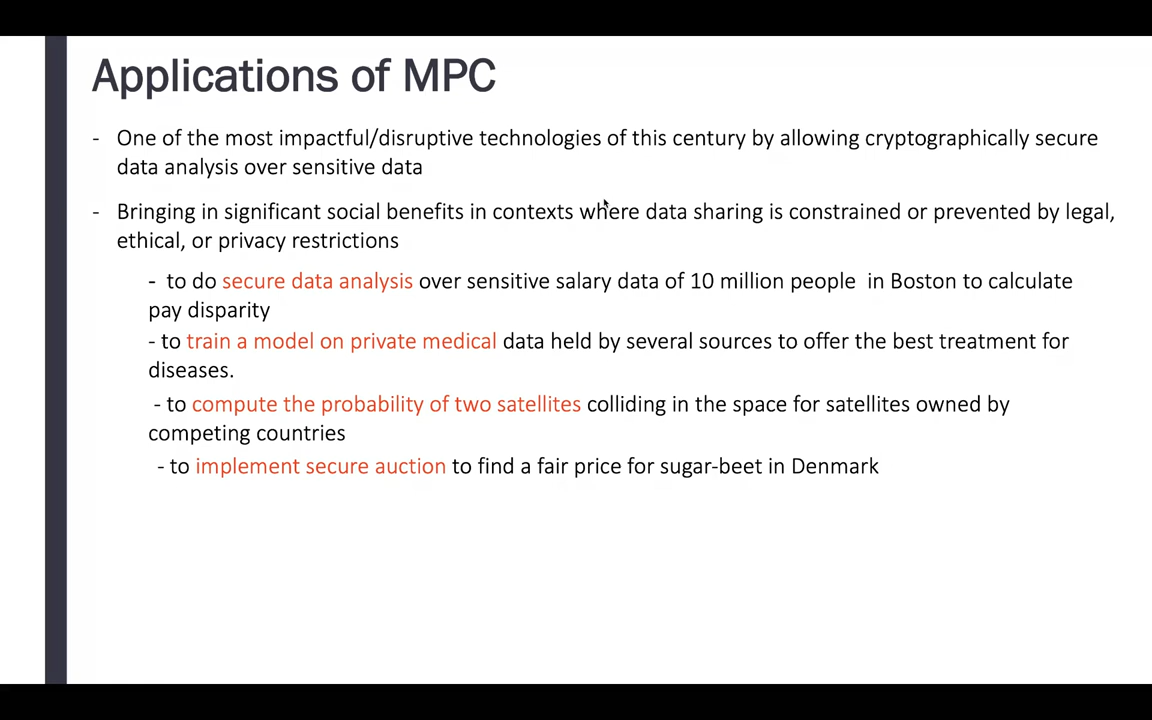 Applications of MPC
- One of the most impactful/disruptive technologies of this century by allowing cryptographically secure
data analysis over sensitive data
- Bringing in significant social benefits in contexts where data sharing is constrained or prevented by legal,
ethical, or privacy restrictions
- to do secure data analysis over sensitive salary data of 10 million people in Boston to calculate
pay disparity
- to train a model on private medical data held by several sources to offer the best treatment for
diseases.
- to compute the probability of two satellites colliding in the space for satellites owned by
competing countries
- to implement secure auction to find a fair price for sugar-beet in Denmark